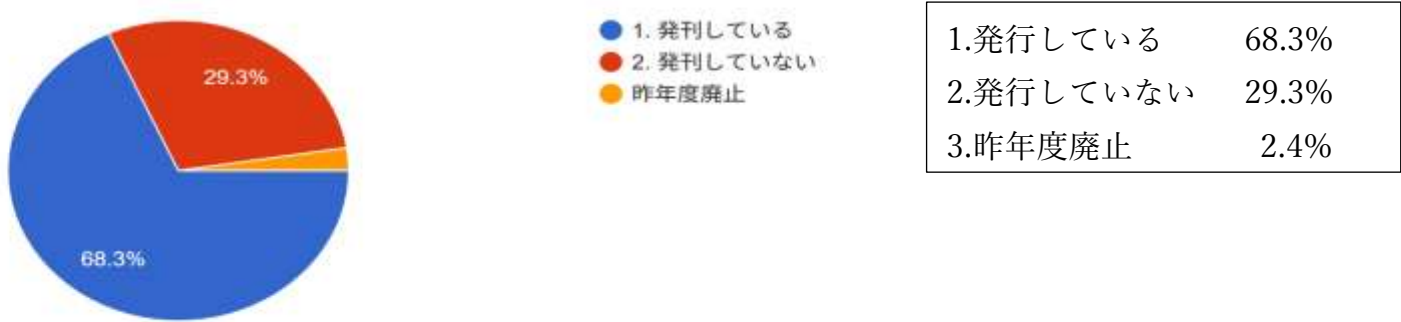 29.3%
68.3%
1. 発刊している
2. 発刊していない
昨年度廃止
1.発行している 68.3%
2.発行していない 29.3%
3.昨年度廃止 2.4%